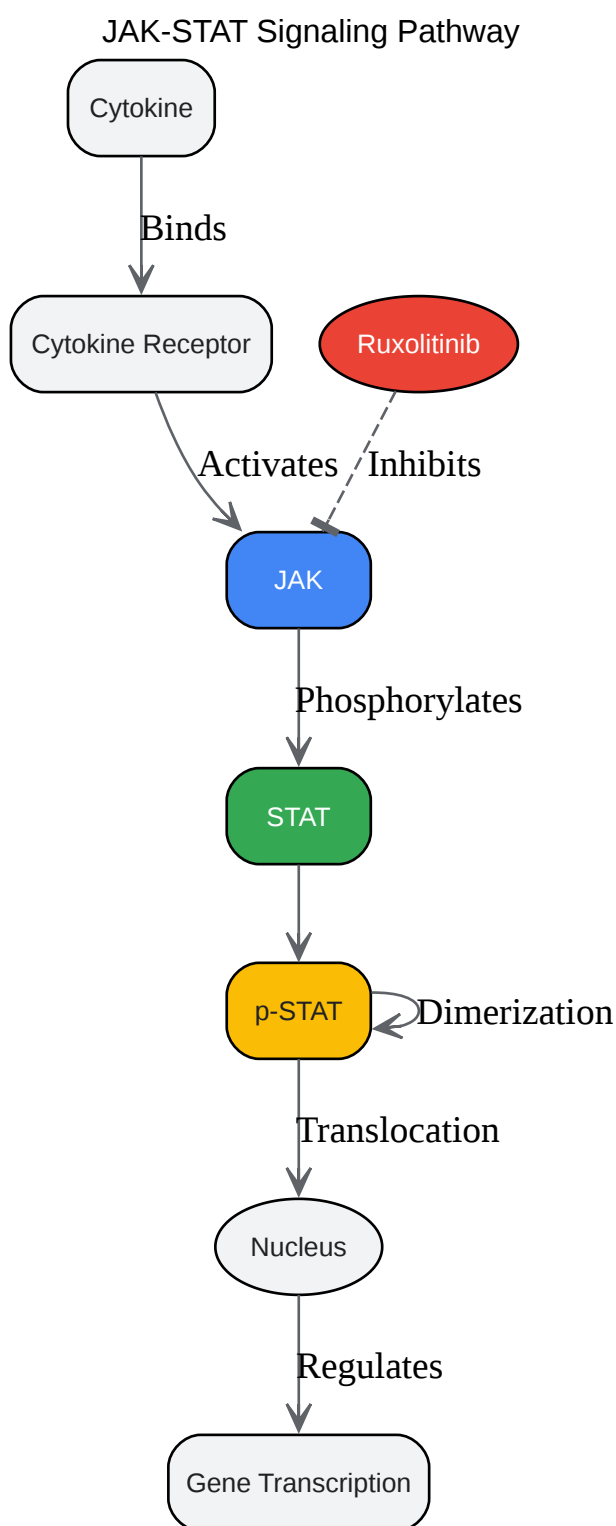 JAK-STAT Signaling Pathway
Cytokine
Binds
Cytokine Receptor
Ruxolitinib
Activates
Inhibits
JAK
Phosphorylates
STAT
p-STAT
Dimerization
Translocation
Nucleus
Regulates
Gene Transcription